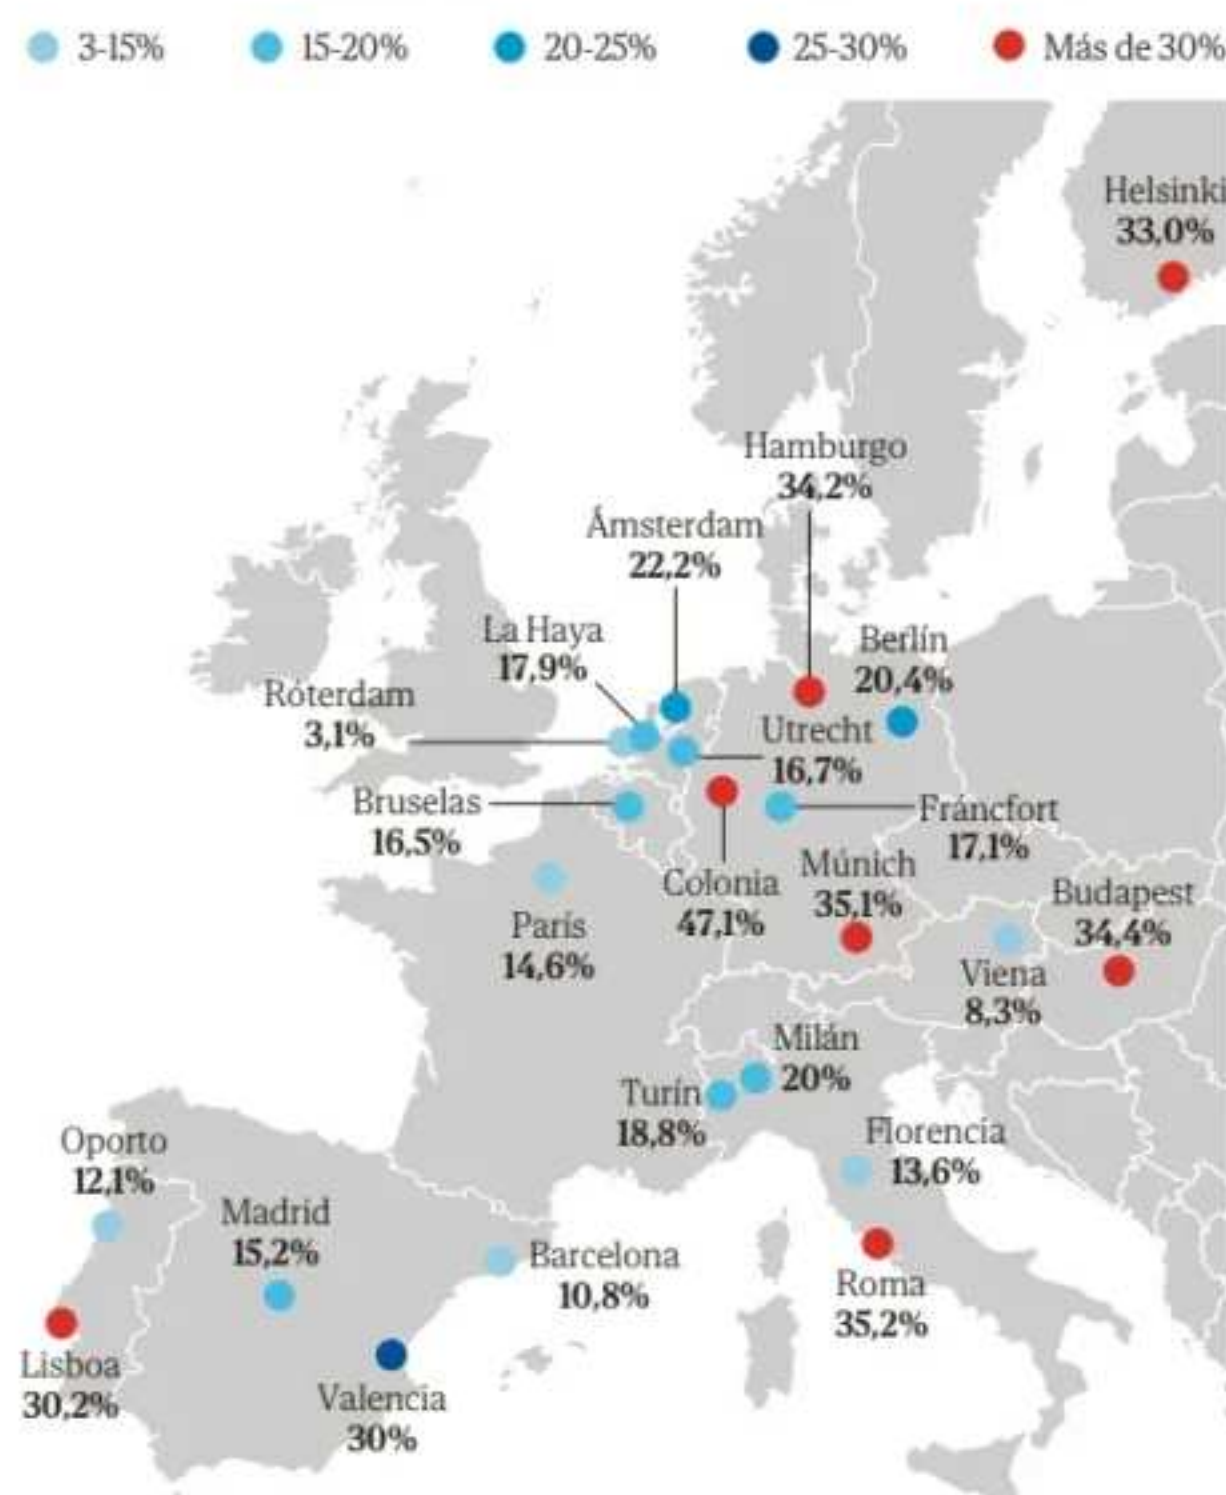 3-15%
15-20%
20-25%
25-30%
Más de 30%
Helsinki
33,0%
Hamburgo
34,2%
Ámsterdam
22,2%
La Haya
17,9%
Berlín
20,4%
Róterdam
3,1%
Utrecht
16,7%
Bruselas
16,5%
Fráncfort
17,1%
Múnich
35,1%
Colonia
47,1%
Budapest
34,4%
París
14,6%
Viena
8,3%
Milán
20%
Turín
18,8%
Florencia
13,6%
Oporto
12,1%
Madrid
15,2%
Barcelona
10,8%
Roma
35,2%
Lisboa
30,2%
Valencia
30%